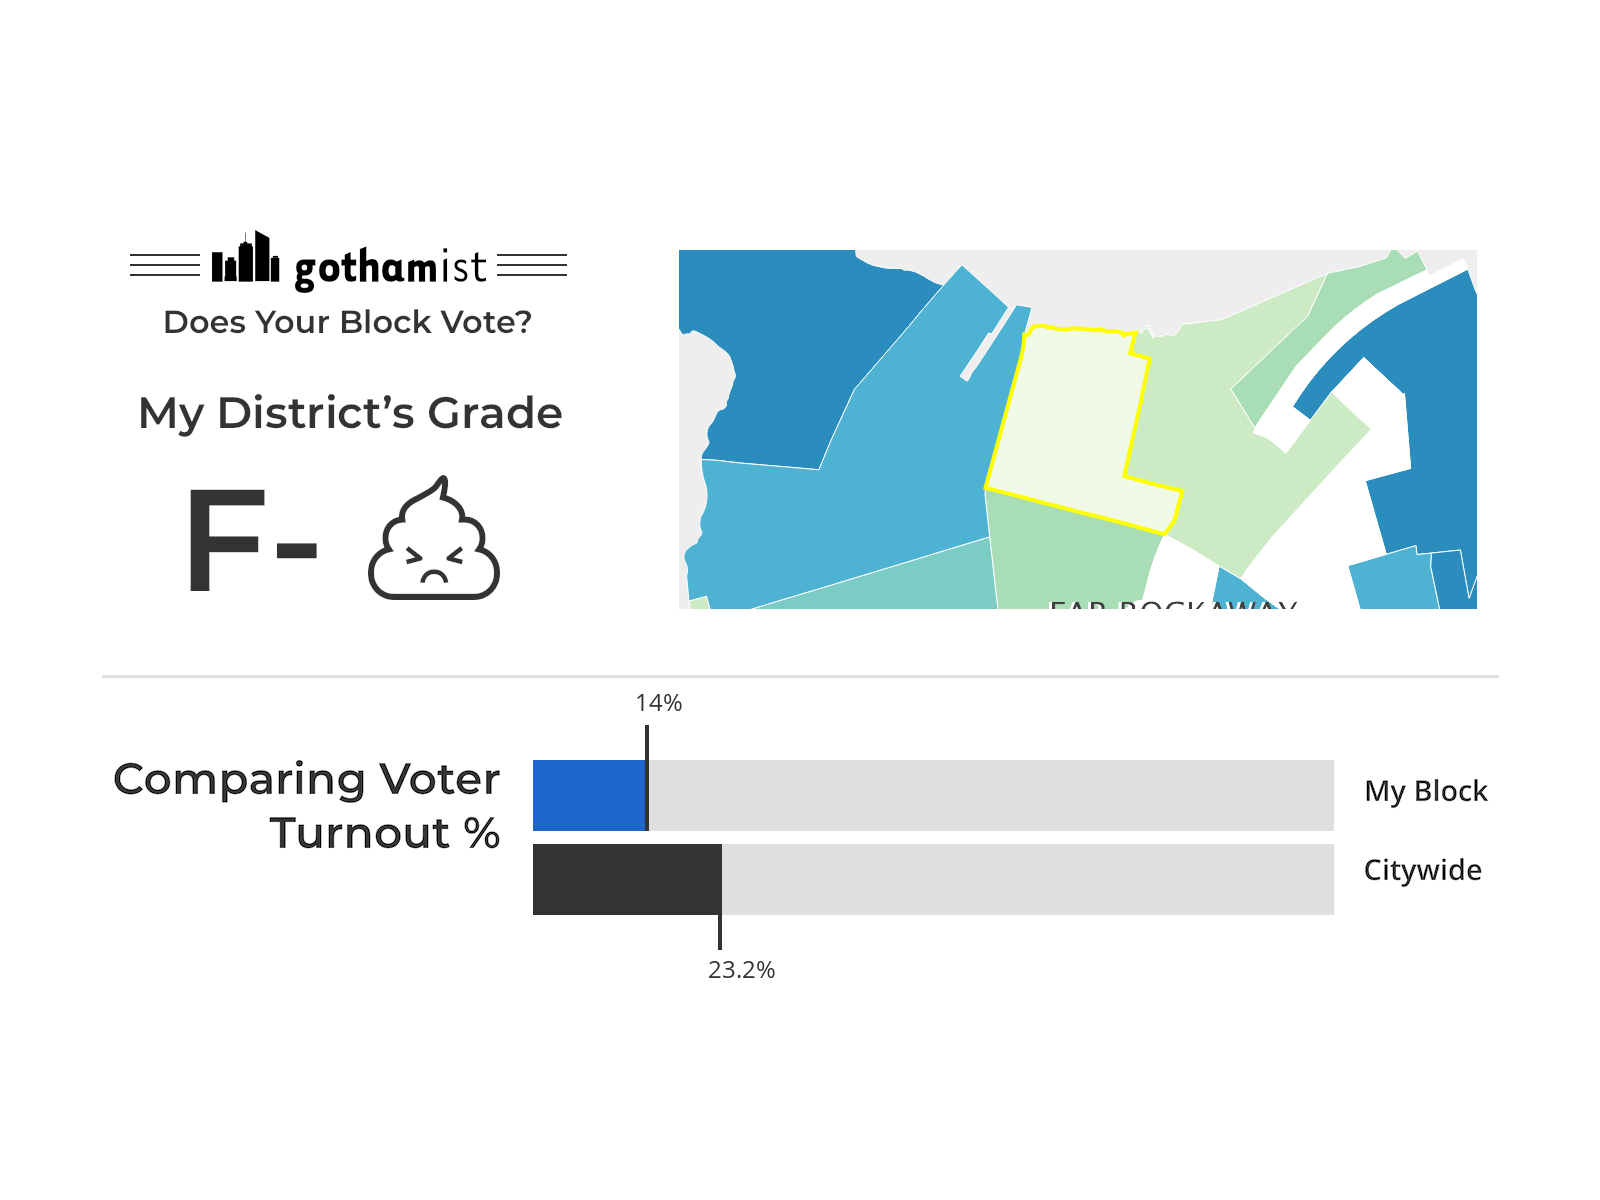 gothamist
Does Your Block Vote?
My District's Grade
F-
FAR ROCKAWAY
14%
Comparing Voter
Turnout %
My Block
Citywide
23.2%